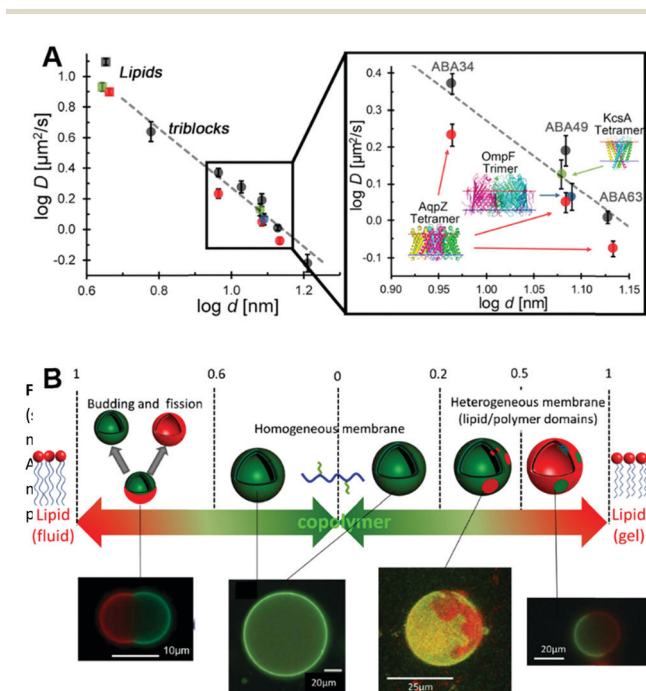 A
Lipids
triblocks
log D [µm²/s]
1.0
0.8
0.6
0.4
0.2
0.0
-0.2
0.6
0.8
1.0
1.2
log d [nm]
ABA34
ABA49
ABA63
KcsA
Tetramer
OmpF
Trimer
AqpZ
Tetramer
log D [µm²/s]
0.4
0.3
0.2
0.1
0.0
-0.1
0.90
0.95
1.00
1.05
1.10
1.15
log d [nm]
B
1
0.6
0
0.2
0.5
1
Budding and fission
Homogeneous membrane
Heterogeneous membrane
(lipid/polymer domains)
F
(s
n
A
n
p
Lipid
(fluid)
copolymer
Lipid
(gel)
10µm
20µm
25µm
20µm